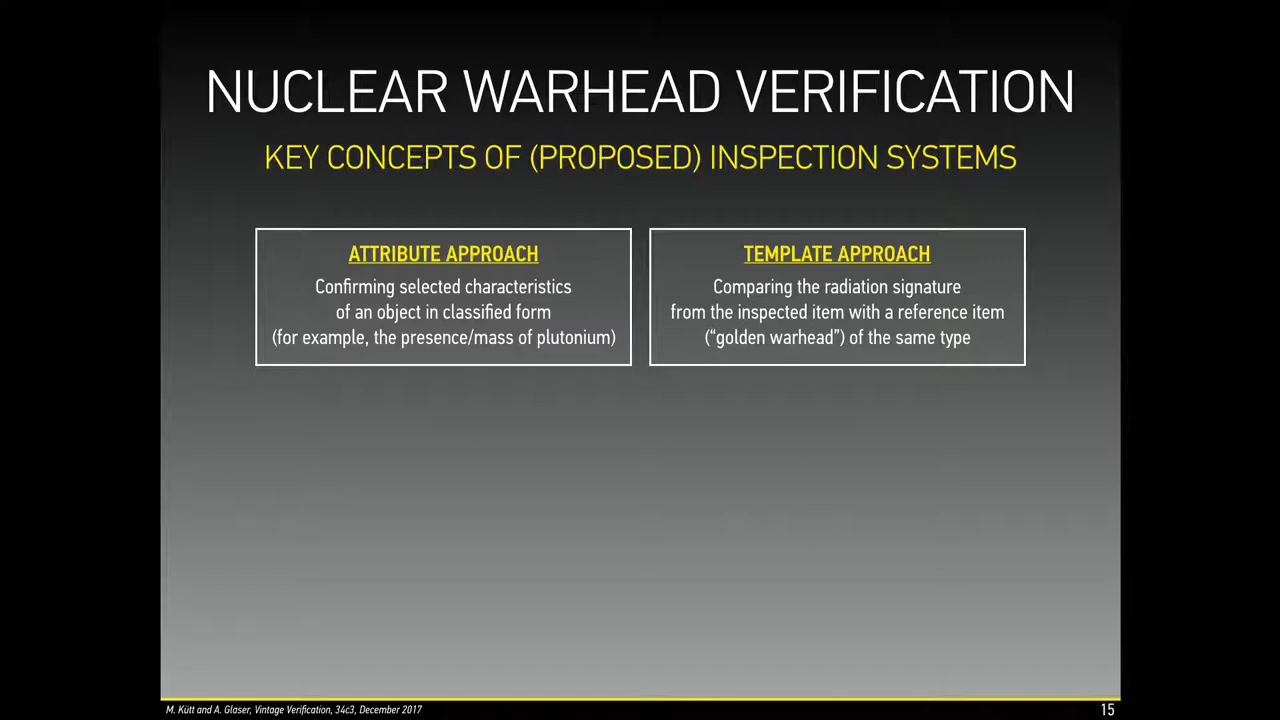 NUCLEAR WARHEAD VERIFICATION
KEY CONCEPTS OF (PROPOSED) INSPECTION SYSTEMS
ATTRIBUTE APPROACH
Confirming selected characteristics
of an object in classified form
(for example, the presence/mass of plutonium)
TEMPLATE APPROACH
Comparing the radiation signature
from the inspected item with a reference item
(“golden warhead”) of the same type
M. Kütt and A. Glaser, Vintage Verification, 34c3, December 2017
15